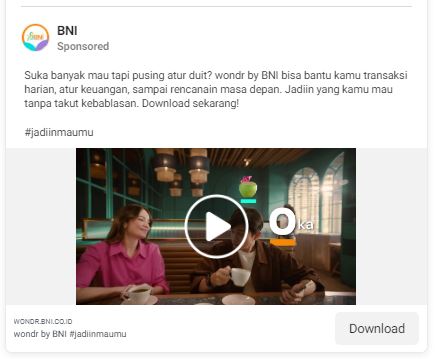 BNI
BNI
Sponsored
Suka banyak mau tapi pusing atur duit? wondr by BNI bisa bantu kamu transaksi
harian, atur keuangan, sampai rencanain masa depan. Jadiin yang kamu mau
tanpa takut kebablasan. Download sekarang!
#jadiinmaumu
Oka
WONDR.BNI.CO.ID
wondr by BNI #jadiinmaumu
Download